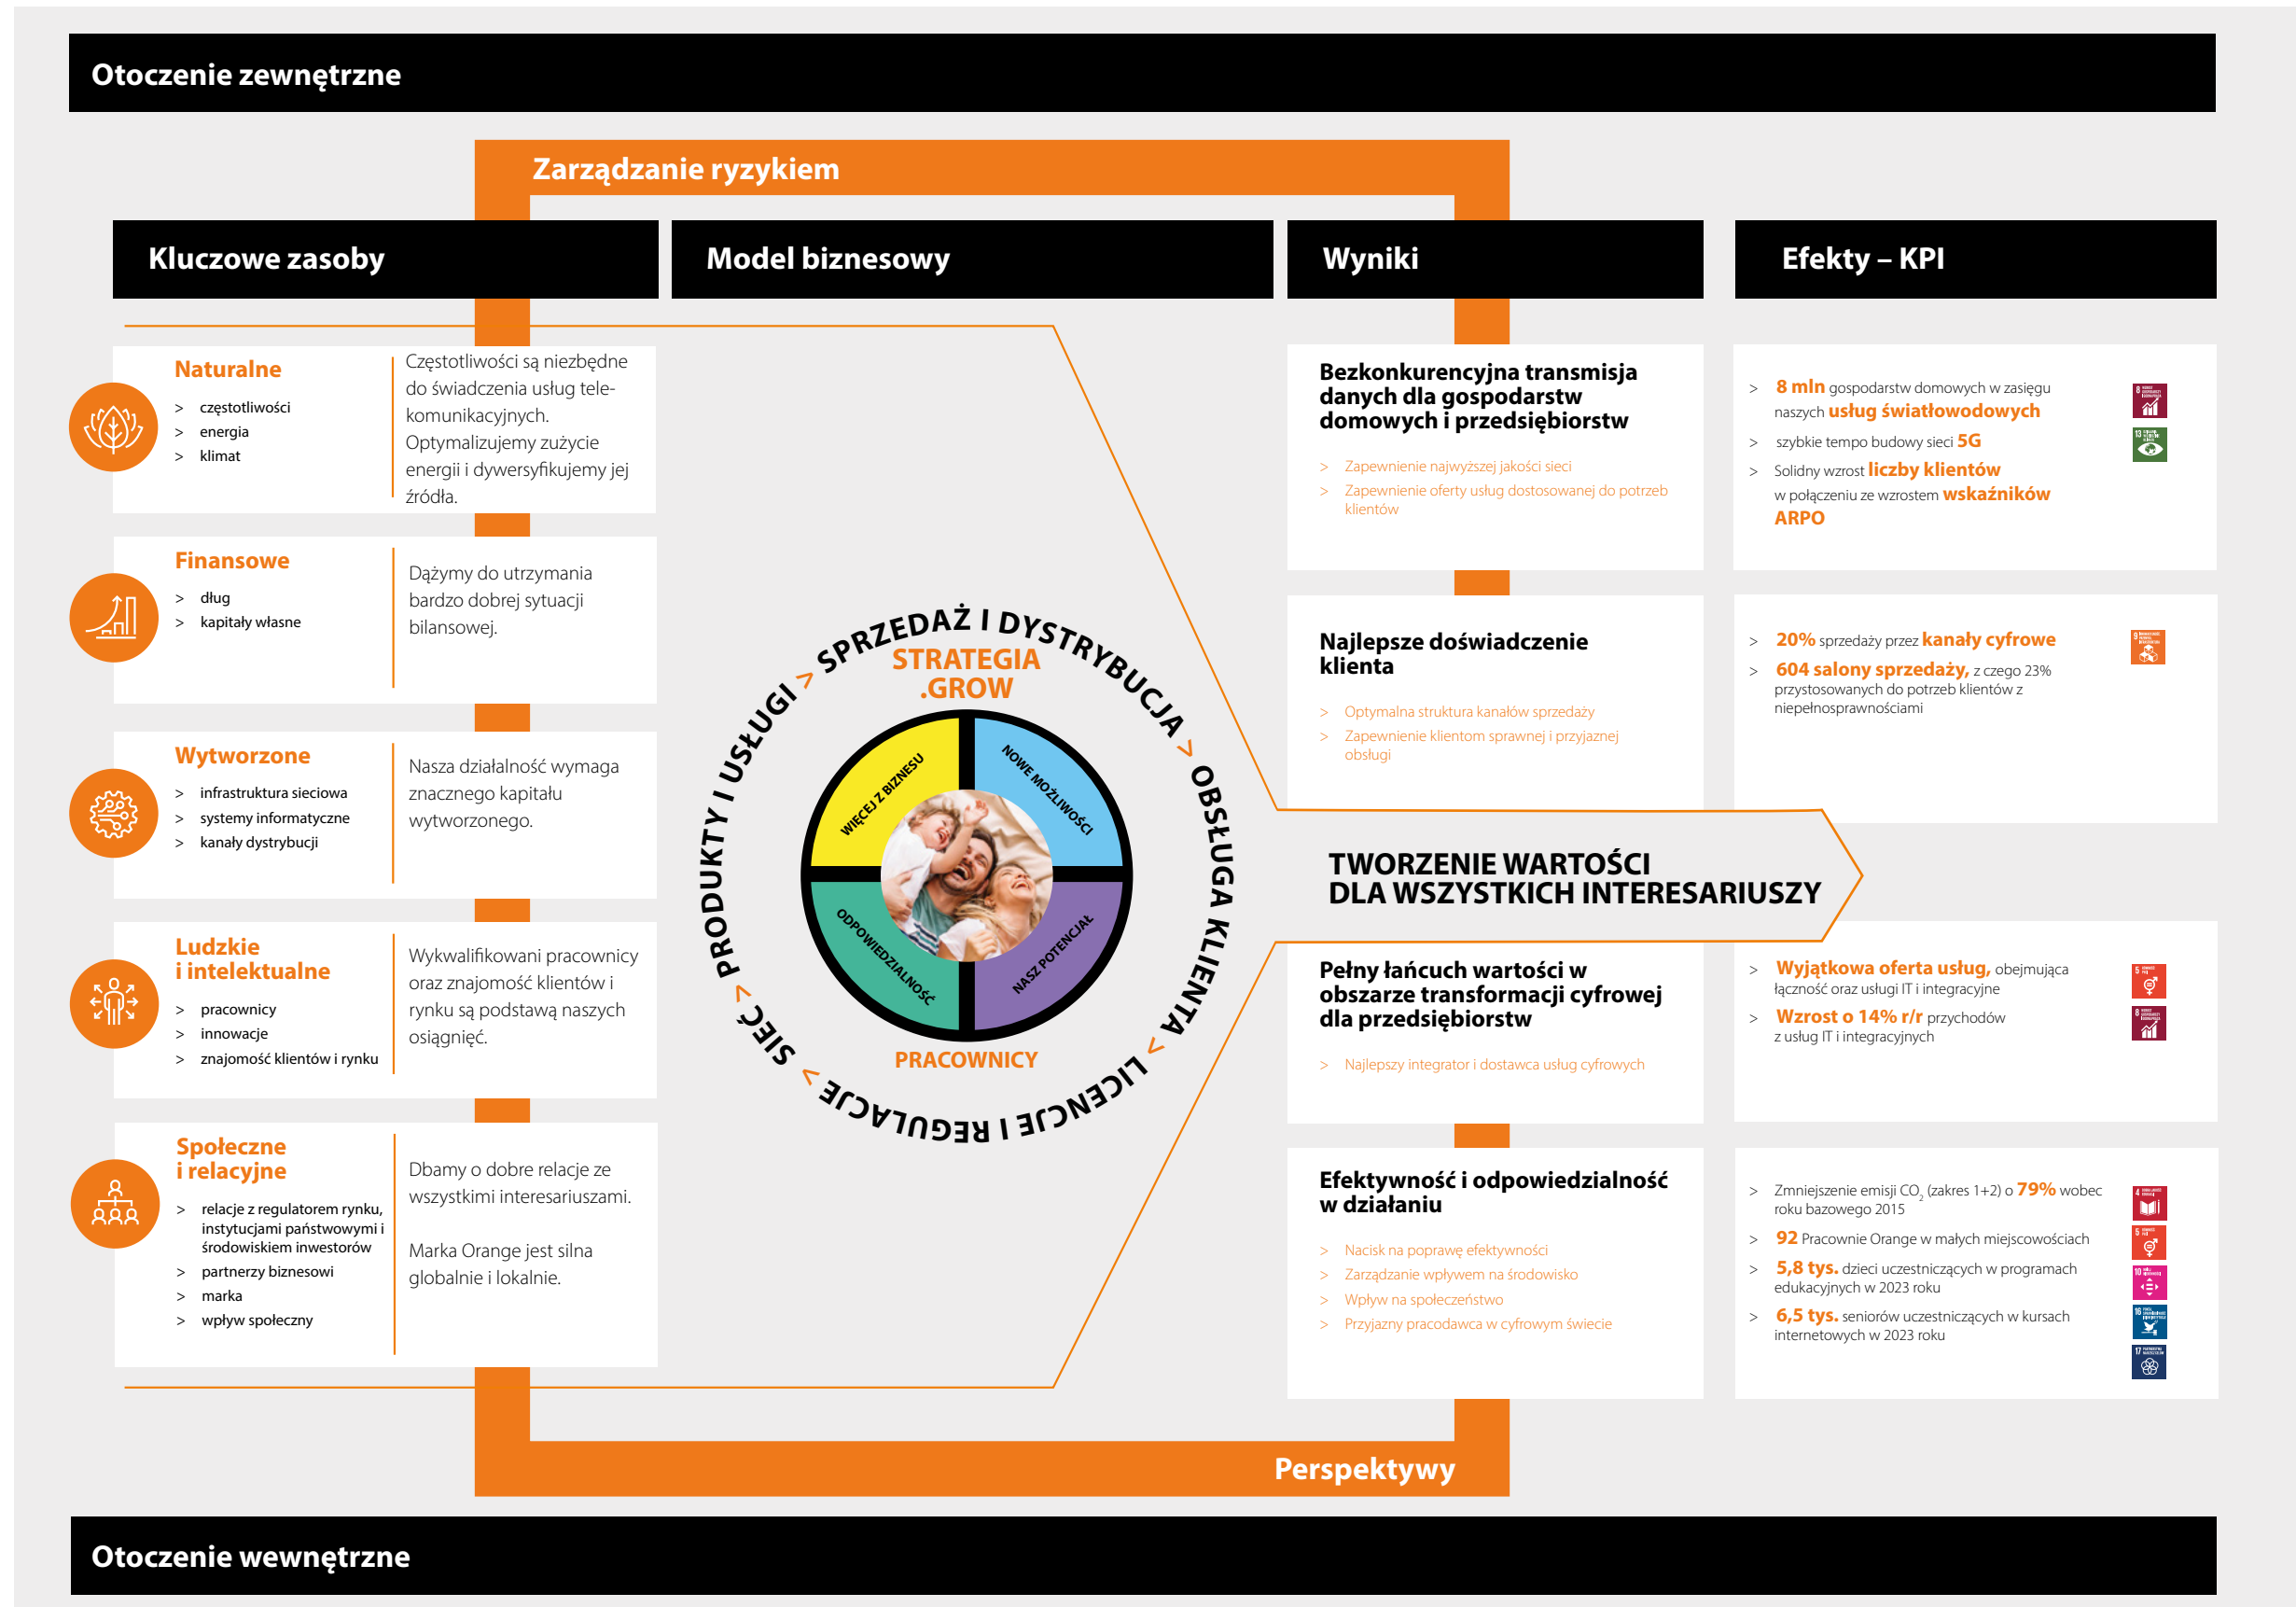 Otoczenie zewnętrzne
Zarządzanie ryzykiem
Kluczowe zasoby
Model biznesowy
Wyniki
Efekty – KPI
Naturalne
> częstotliwości
> energia
> klimat
Częstotliwości są niezbędne
do świadczenia usług tele-
komunikacyjnych.
Optymalizujemy zużycie
energii i dywersyfikujemy jej
źródła.
Finansowe
> dług
> kapitały własne
Dążymy do utrzymania
bardzo dobrej sytuacji
bilansowej.
Wytworzone
> infrastruktura sieciowa
> systemy informatyczne
> kanały dystrybucji
Nasza działalność wymaga
znacznego kapitału
wytworzonego.
Ludzkie
i intelektualne
> pracownicy
> innowacje
> znajomość klientów i rynku
Wykwalifikowani pracownicy
oraz znajomość klientów i
rynku są podstawą naszych
osiągnięć.
Społeczne
i relacyjne
> relacje z regulatorem rynku,
instytucjami państwowymi i
środowiskiem inwestorów
> partnerzy biznesowi
> marka
> wpływ społeczny
Dbamy o dobre relacje ze
wszystkimi interesariuszami.
Marka Orange jest silna
globalnie i lokalnie.
PRODUKTY I USŁUGI > SPRZEDAŻ I DYSTRYBUCJA > OBSŁUGA KLIENTA > LICENCJE I REGULACJE > SIEĆ >
STRATEGIA
.GROW
WIĘCEJ Z BIZNESU
NOWE MOŻLIWOŚCI
ODPOWIEDZIALNOŚĆ
NASZ POTENCJAŁ
PRACOWNICY
Bezkonkurencyjna transmisja
danych dla gospodarstw
domowych i przedsiębiorstw
> Zapewnienie najwyższej jakości sieci
> Zapewnienie oferty usług dostosowanej do potrzeb
klientów
> 8 mln gospodarstw domowych w zasięgu
naszych usług światłowodowych
> szybkie tempo budowy sieci 5G
> Solidny wzrost liczby klientów
w połączeniu ze wzrostem wskaźników
ARPO
8
13
Najlepsze doświadczenie
klienta
> Optymalna struktura kanałów sprzedaży
> Zapewnienie klientom sprawnej i przyjaznej
obsługi
> 20% sprzedaży przez kanały cyfrowe
> 604 salony sprzedaży, z czego 23%
przystosowanych do potrzeb klientów z
niepełnosprawnościami
9
TWORZENIE WARTOŚCI
DLA WSZYSTKICH INTERESARIUSZY
Pełny łańcuch wartości w
obszarze transformacji cyfrowej
dla przedsiębiorstw
> Najlepszy integrator i dostawca usług cyfrowych
> Wyjątkowa oferta usług, obejmująca
łączność oraz usługi IT i integracyjne
> Wzrost o 14% r/r przychodów
z usług IT i integracyjnych
5
8
Efektywność i odpowiedzialność
w działaniu
> Nacisk na poprawę efektywności
> Zarządzanie wpływem na środowisko
> Wpływ na społeczeństwo
> Przyjazny pracodawca w cyfrowym świecie
> Zmniejszenie emisji CO2 (zakres 1+2) o 79% wobec
roku bazowego 2015
> 92 Pracownie Orange w małych miejscowościach
> 5,8 tys. dzieci uczestniczących w programach
edukacyjnych w 2023 roku
> 6,5 tys. seniorów uczestniczących w kursach
internetowych w 2023 roku
4
5
10
16
17
Perspektywy
Otoczenie wewnętrzne